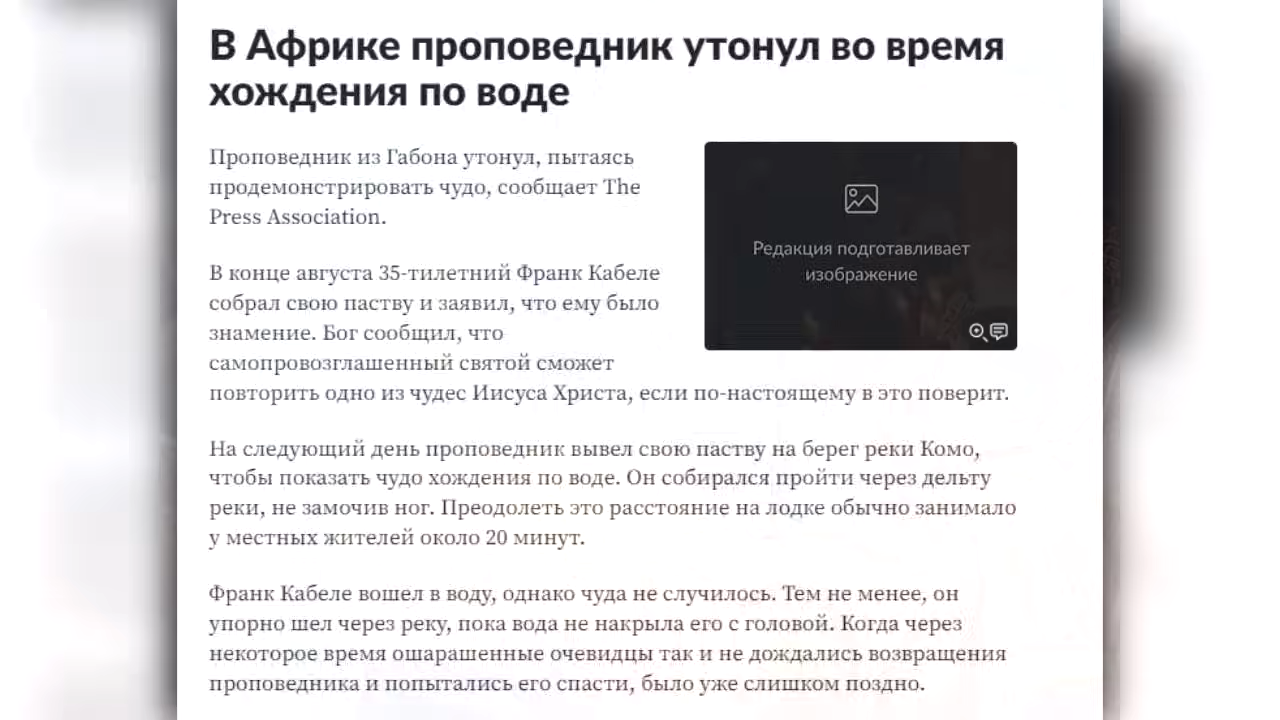 В Африке проповедник утонул во время
хождения по воде
Проповедник из Габона утонул, пытаясь
продемонстрировать чудо, сообщает The
Press Association.
Редакция подготавливает
изображение
В конце августа 35-тилетний Франк Кабеле
собрал свою паству и заявил, что ему было
знамение. Бог сообщил, что
самопровозглашенный святой сможет
повторить одно из чудес Иисуса Христа, если по-настоящему в это поверит.
На следующий день проповедник вывел свою паству на берег реки Комо,
чтобы показать чудо хождения по воде. Он собирался пройти через дельту
реки, не замочив ног. Преодолеть это расстояние на лодке обычно занимало
у местных жителей около 20 минут.
Франк Кабеле вошел в воду, однако чуда не случилось. Тем не менее, он
упорно шел через реку, пока вода не накрыла его с головой. Когда через
некоторое время ошарашенные очевидцы так и не дождались возвращения
проповедника и попытались его спасти, было уже слишком поздно.